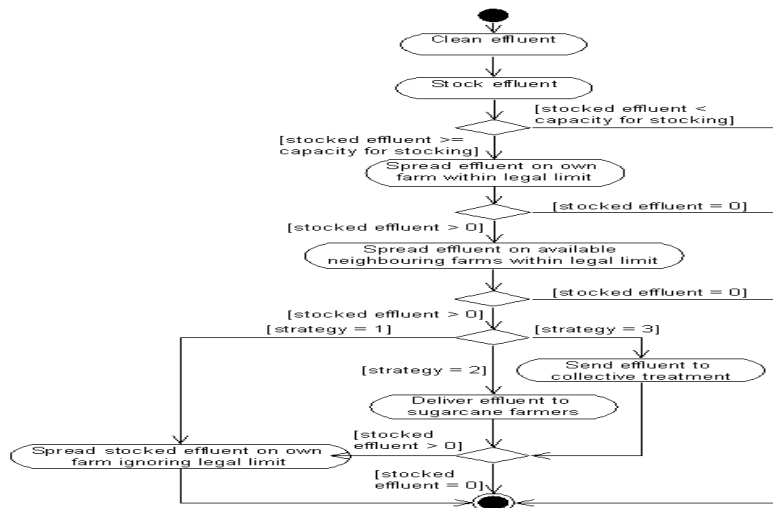 Clean effluent
Stock effluent
[stocked effluent <
capacity for stocking]
[stocked effluent >=
capacity for stocking]
Spread effluent on own
farm within legal limit
[stocked effluent = 0]
[stocked effluent > 0]
Spread effluent on available
neighbouring farms within legal limit
[stocked effluent = 0]
[stocked effluent > 0]
[strategy = 1]
[strategy = 3]
[strategy = 2]
Send effluent to
collective treatment
Deliver effluent to
sugarcane farmers
[stocked
effluent > 0]
Spread stocked effluent on own
farm ignoring legal limit
[stocked
effluent = 0]